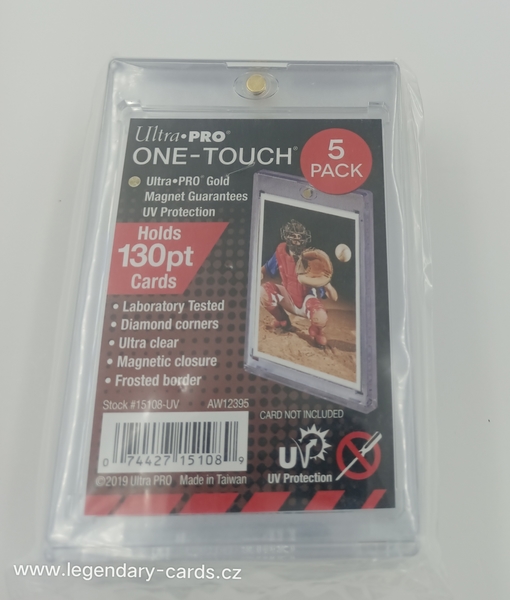 Ultra•PRO®
ONE-TOUCH®
5
PACK
Ultra•PRO® Gold
Magnet Guarantees
UV Protection
Holds
130pt
Cards
• Laboratory Tested
• Diamond corners
• Ultra clear
• Magnetic closure
• Frosted border
Stock #15108-UV AW12395
CARD NOT INCLUDED
0 74427 15108 9
UV
UV Protection
©2019 Ultra PRO Made in Taiwan
www.legendary-cards.cz